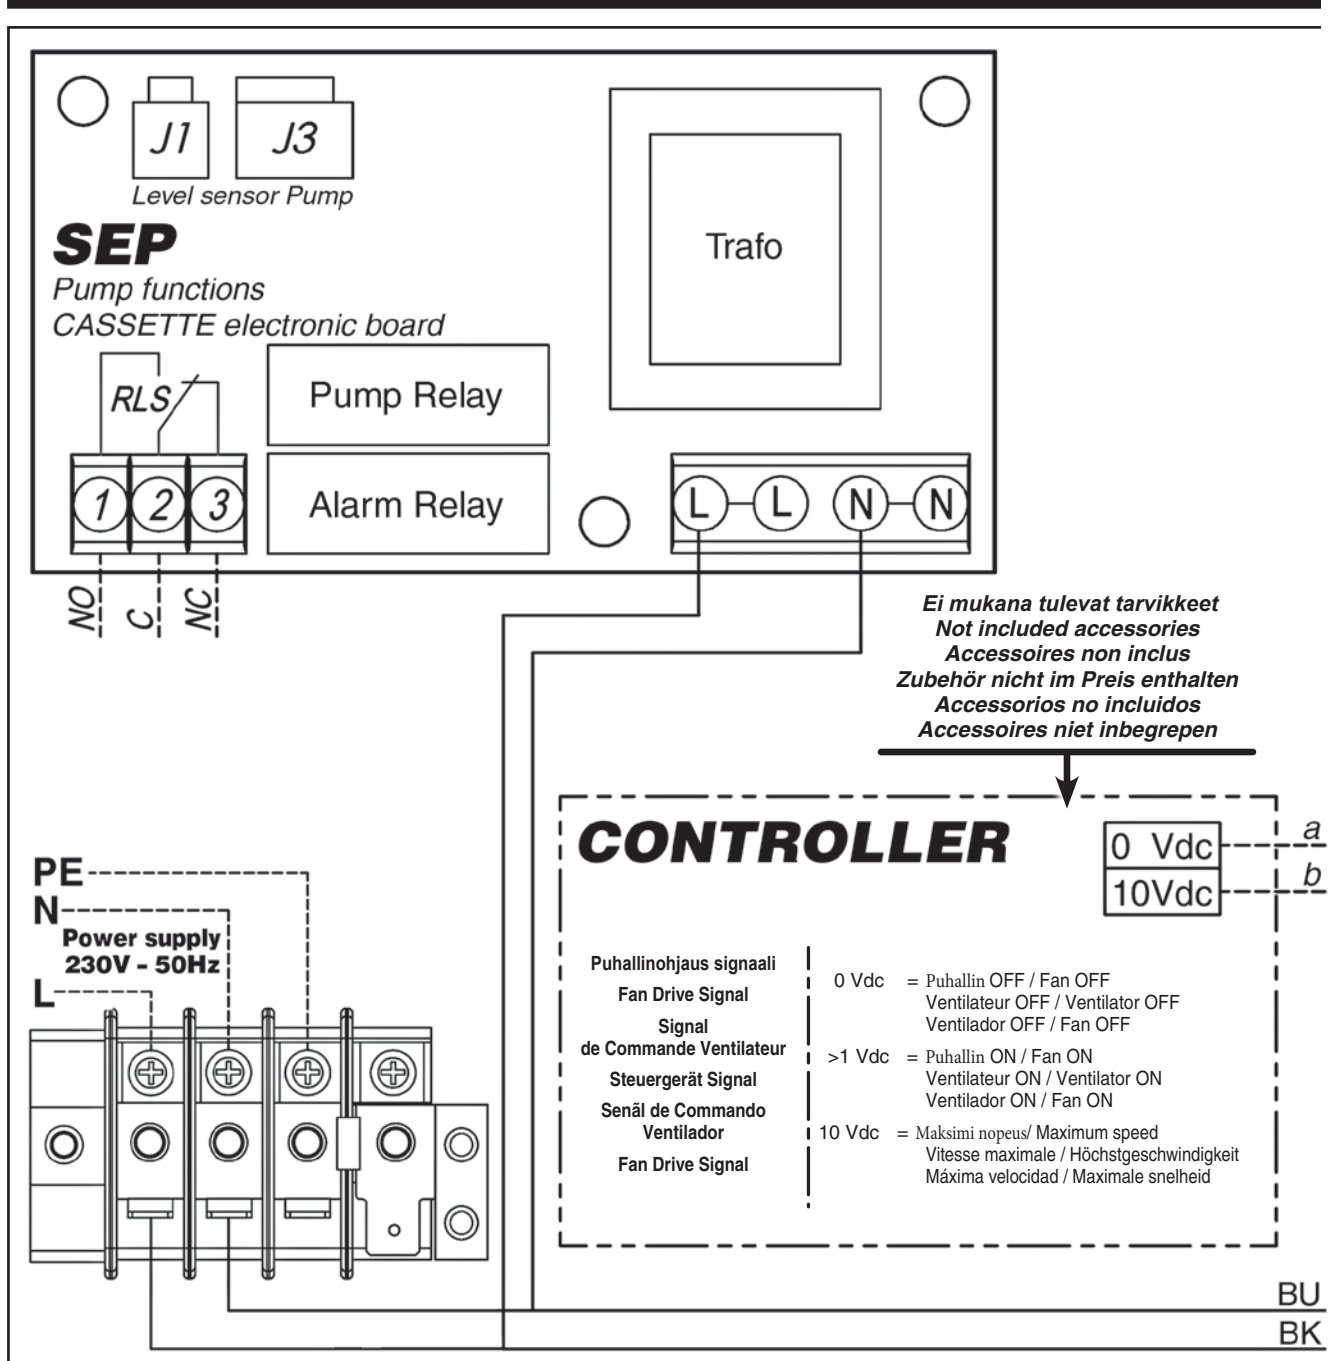 J1
J3
Level sensor Pump
SEP
Pump functions
CASSETTE electronic board
Trafo
RLS
Pump Relay
Alarm Relay
1 2 3
L L N N
NO
C
NC
Ei mukana tulevat tarvikkeet
Not included accessories
Accessoires non inclus
Zubehör nicht im Preis enthalten
Accessorios no incluidos
Accessoires niet inbegrepen
CONTROLLER
0 Vdc
a
10Vdc
b
PE
N
Power supply
230V - 50Hz
L
Puhallinohjaus signaali
Fan Drive Signal
Signal
de Commande Ventilateur
Steuergerät Signal
Senãl de Commando
Ventilador
Fan Drive Signal
0 Vdc = Puhallin OFF / Fan OFF
Ventilateur OFF / Ventilator OFF
Ventilador OFF / Fan OFF
>1 Vdc = Puhallin ON / Fan ON
Ventilateur ON / Ventilator ON
Ventilador ON / Fan ON
10 Vdc = Maksimi nopeus/ Maximum speed
Vitesse maximale / Höchstgeschwindigkeit
Máxima velocidad / Maximale snelheid
BU
BK